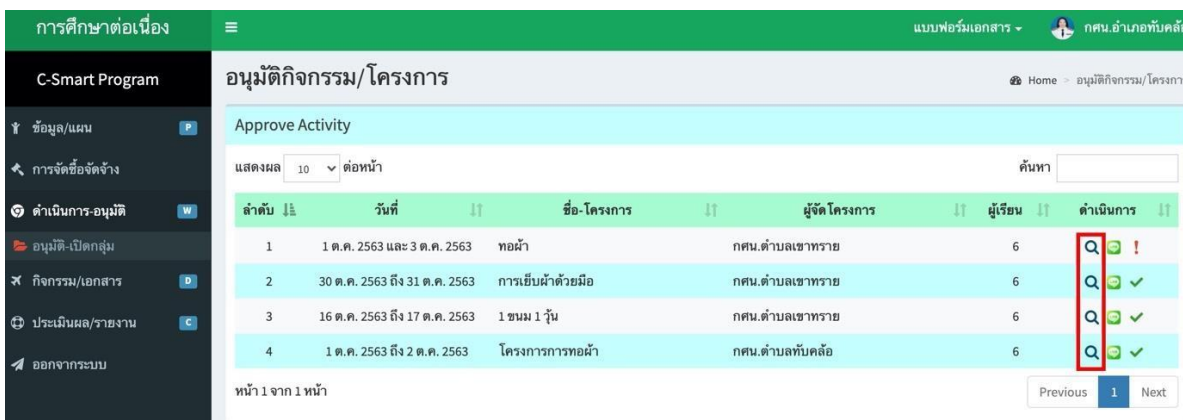 การศึกษาต่อเนื่อง
แบบฟอร์มเอกสาร
กศน.อำเภอทับคล้อ
C-Smart Program
อนุมัติกิจกรรม/โครงการ
Home > อนุมัติกิจกรรม/โครงกา
ข้อมูล/แผน P
Approve Activity
การจัดซื้อจัดจ้าง
แสดงผล 10 ต่อหน้า
ค้นหา
ดำเนินการ-อนุมัติ W
ลำดับ วันที่ ชื่อ-โครงการ ผู้จัดโครงการ ผู้เรียน ดำเนินการ
อนุมัติ-เปิดกลุ่ม
1 1 ต.ค. 2563 และ 3 ต.ค. 2563 ทอผ้า กศน.ตำบลเขาทราย 6
กิจกรรม/เอกสาร D
2 30 ต.ค. 2563 ถึง 31 ต.ค. 2563 การเย็บผ้าด้วยมือ กศน.ตำบลเขาทราย 6
ประเมินผล/รายงาน C
3 16 ต.ค. 2563 ถึง 17 ต.ค. 2563 1 ขนม 1 วุ้น กศน.ตำบลเขาทราย 6
ออกจากระบบ
4 1 ต.ค. 2563 ถึง 2 ต.ค. 2563 โครงการการทอผ้า กศน.ตำบลทับคล้อ 6
หน้า 1 จาก 1 หน้า
Previous 1 Next